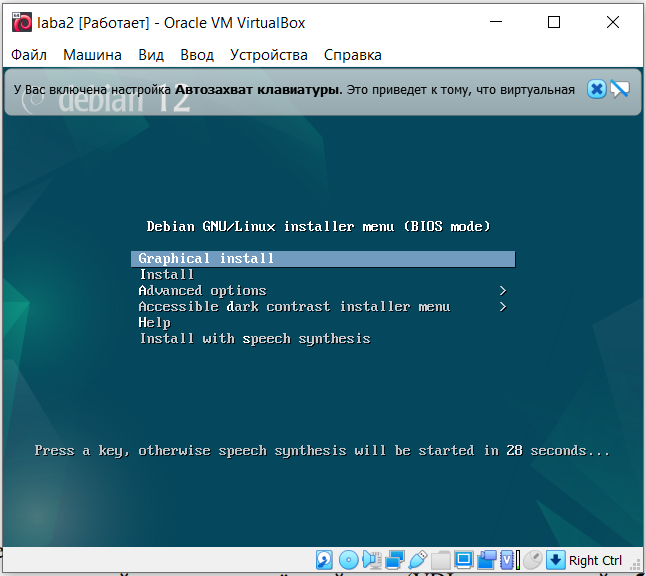 laba2 [Работает] - Oracle VM VirtualBox
Файл Машина Вид Ввод Устройства Справка
У Вас включена настройка Автозахват клавиатуры. Это приведет к тому, что виртуальная
debian 12
Debian GNU/Linux installer menu (BIOS mode)
Graphical install
Install
Advanced options >
Accessible dark contrast installer menu >
Help
Install with speech synthesis
Press a key, otherwise speech synthesis will be started in 28 seconds...
Right Ctrl